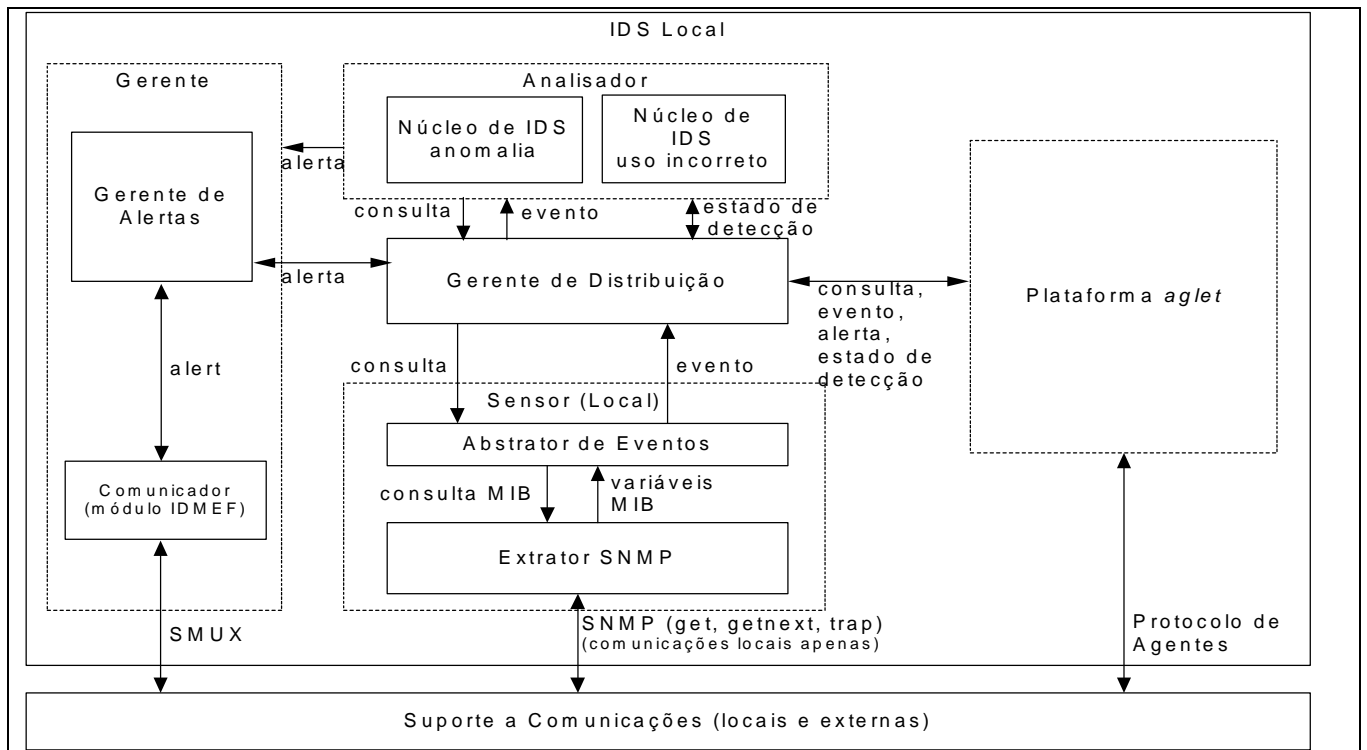 IDS Local
Gerente
Analisador
Núcleo de IDS
anomalia
Núcleo de
IDS
uso incorreto
alerta
Gerente de
Alertas
consulta
evento
estado de
detecção
alerta
Gerente de Distribuição
consulta,
evento,
alerta,
estado de
detecção
Plataforma aglet
alert
consulta
evento
Sensor (Local)
Abstrator de Eventos
consulta MIB
variáveis
MIB
Comunicador
(módulo IDMEF)
Extrator SNMP
SMUX
SNMP (get, getnext, trap)
(comunicações locais apenas)
Protocolo de
Agentes
Suporte a Comunicações (locais e externas)